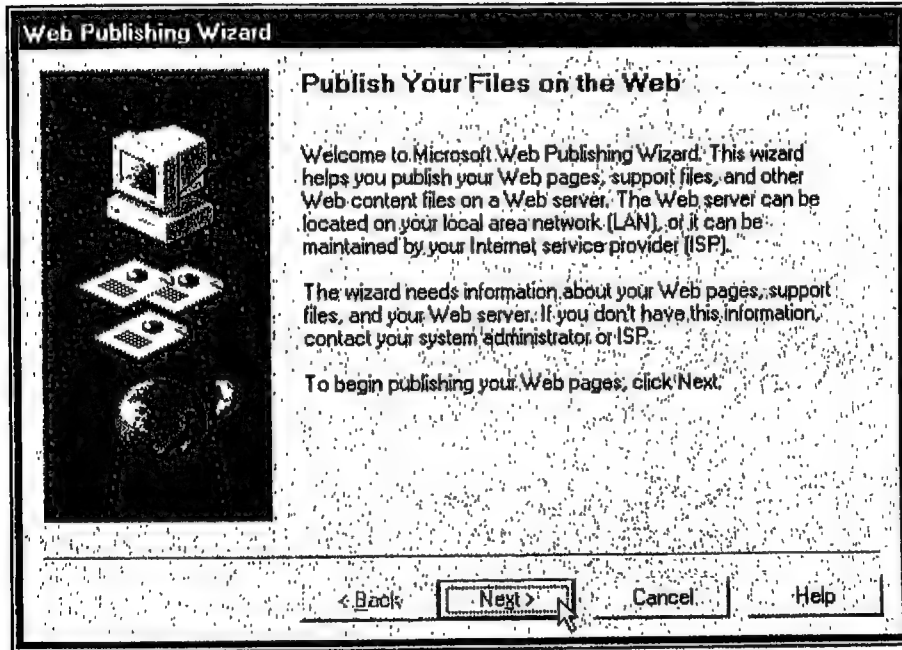 Web Publishing Wizard
Publish Your Files on the Web
Welcome to Microsoft Web Publishing Wizard. This wizard
helps you publish your Web pages, support files, and other
Web content files on a Web server. The Web server can be
located on your local area network (LAN), or it can be
maintained by your Internet service provider (ISP).
The wizard needs information about your Web pages, support
files, and your Web server. If you don't have this information,
contact your system administrator or ISP.
To begin publishing your Web pages, click Next.
< Back
Next >
Cancel
Help